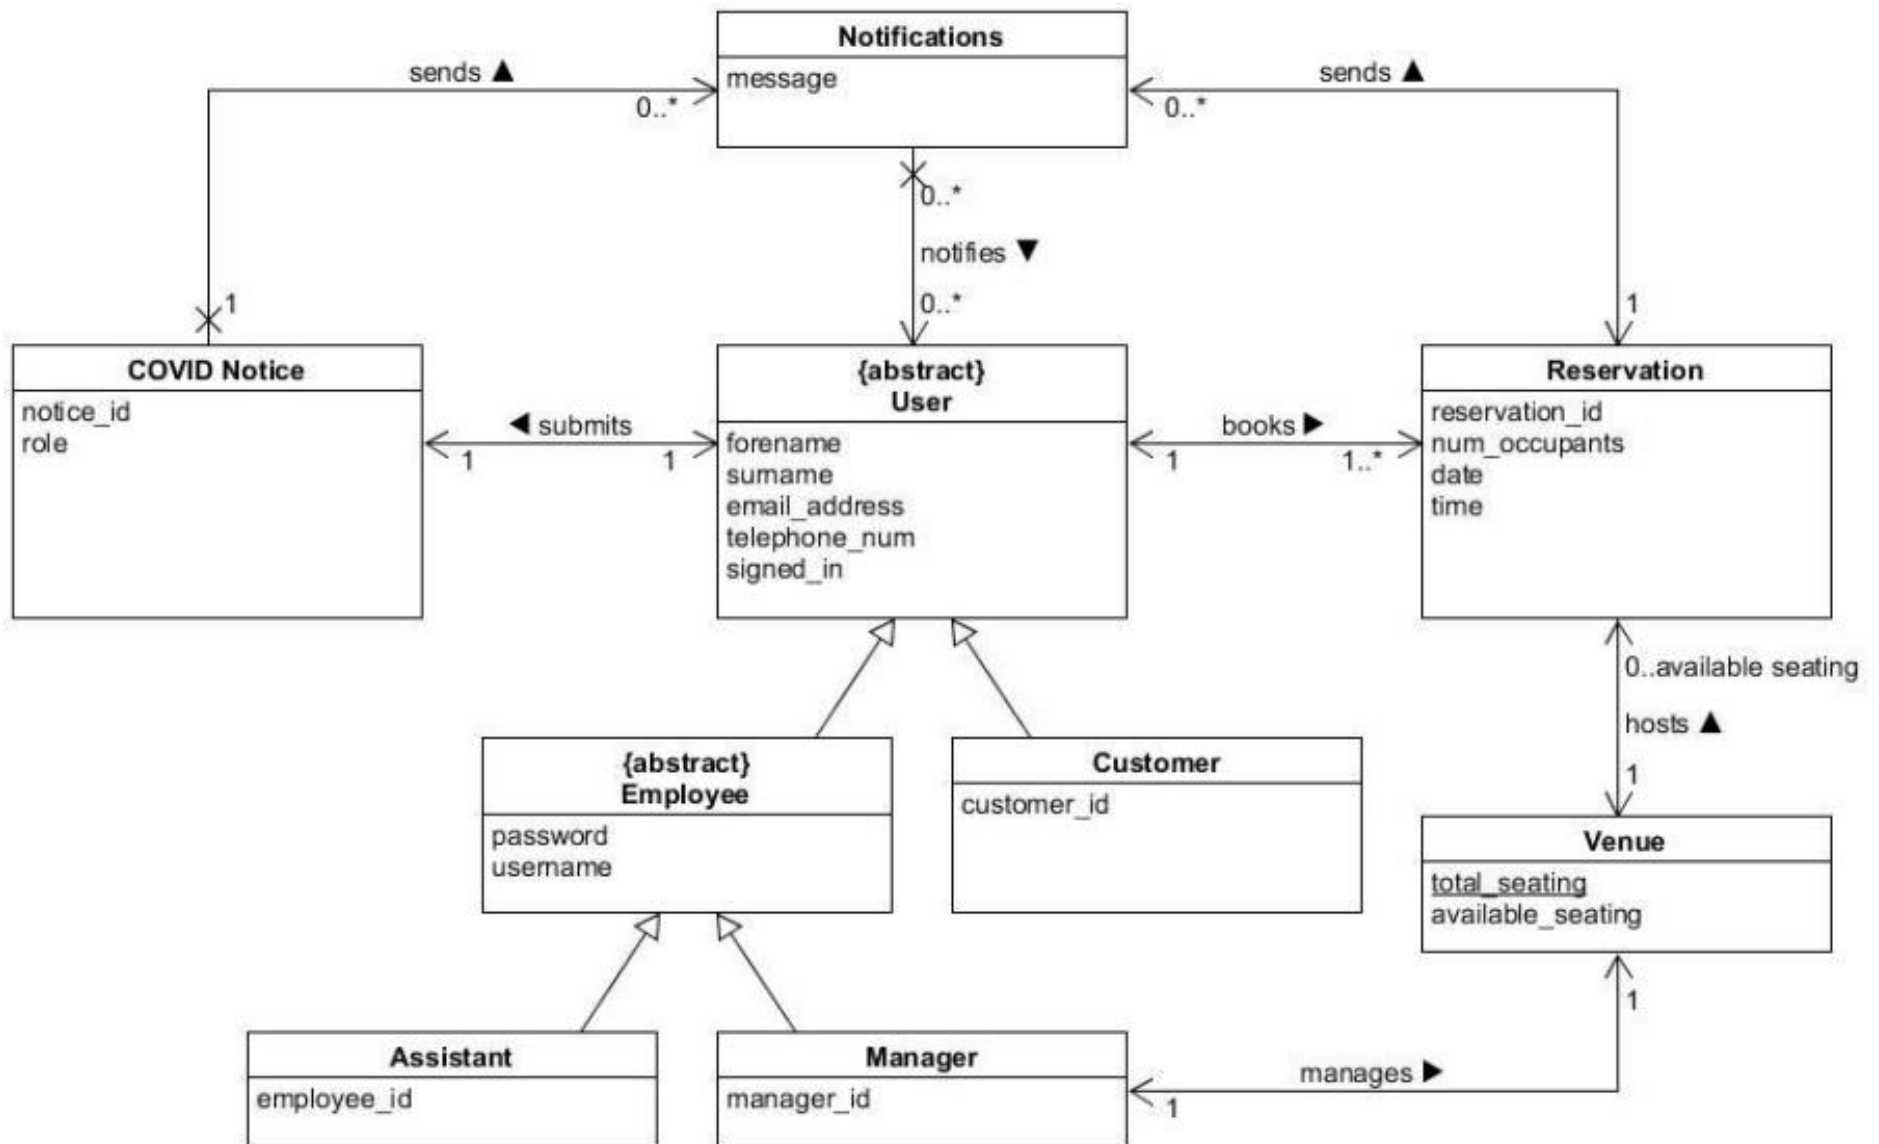 Notifications
message
sends ▲
0..*
sends ▲
0..*
0..*
notifies ▼
0..*
1
1
COVID Notice
notice_id
role
◀ submits
1
1
{abstract}
User
forename
surname
email_address
telephone_num
signed_in
books ▶
1
1..*
Reservation
reservation_id
num_occupants
date
time
0..available seating
hosts ▲
1
{abstract}
Employee
password
username
Customer
customer_id
Venue
total_seating
available_seating
1
Assistant
employee_id
Manager
manager_id
manages ▶
1